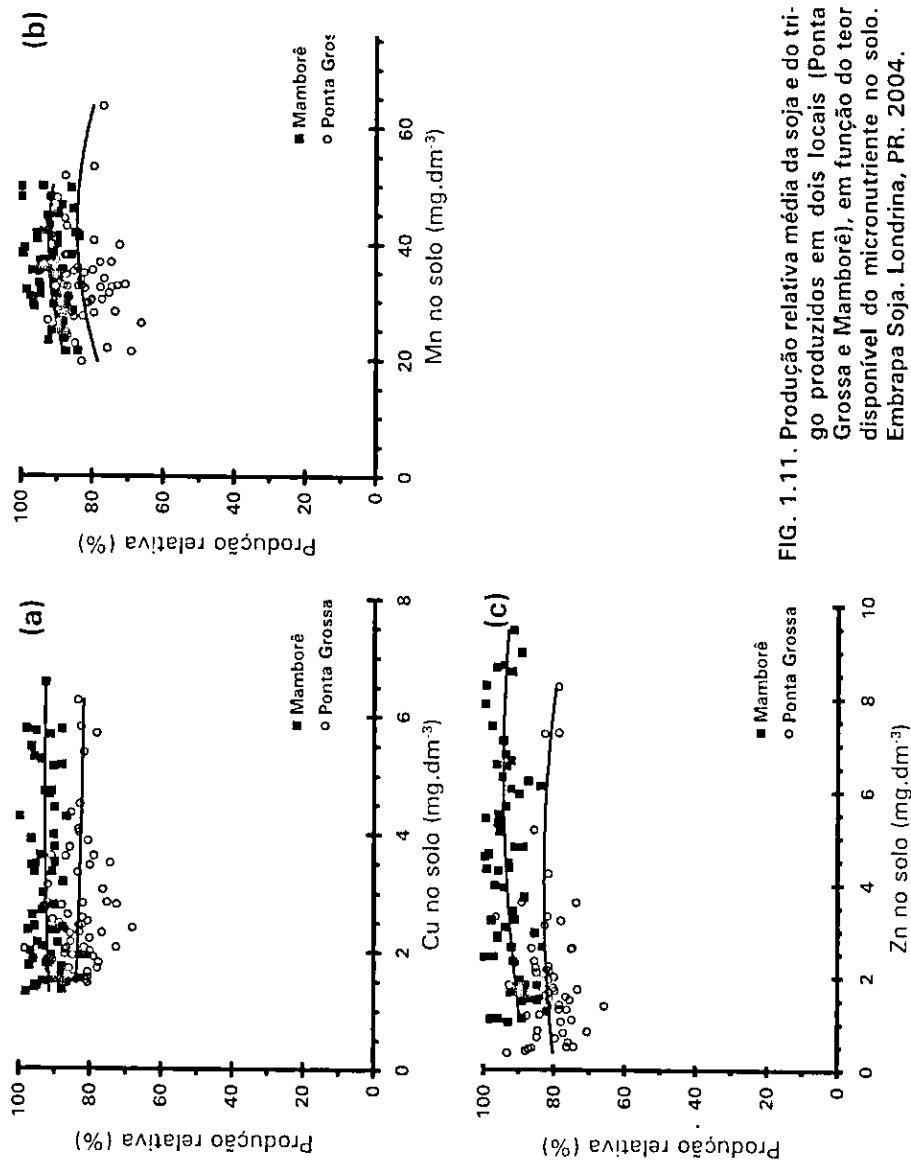 (a)
Produção relativa (%)
100
80
60
40
20
0
0
2
4
6
8
Cu no solo (mg.dm⁻³)
■ Mamborê
○ Ponta Grossa
(b)
Produção relativa (%)
100
80
60
40
20
0
0
20
40
60
Mn no solo (mg.dm⁻³)
■ Mamborê
○ Ponta Gros
(c)
Produção relativa (%)
100
80
60
40
20
0
0
2
4
6
8
10
Zn no solo (mg.dm⁻³)
■ Mamborê
○ Ponta Grossa
FIG. 1.11. Produção relativa média da soja e do tri-
go produzidos em dois locais (Ponta
Grossa e Mamborê), em função do teor
disponível do micronutriente no solo.
Embrapa Soja. Londrina, PR. 2004.